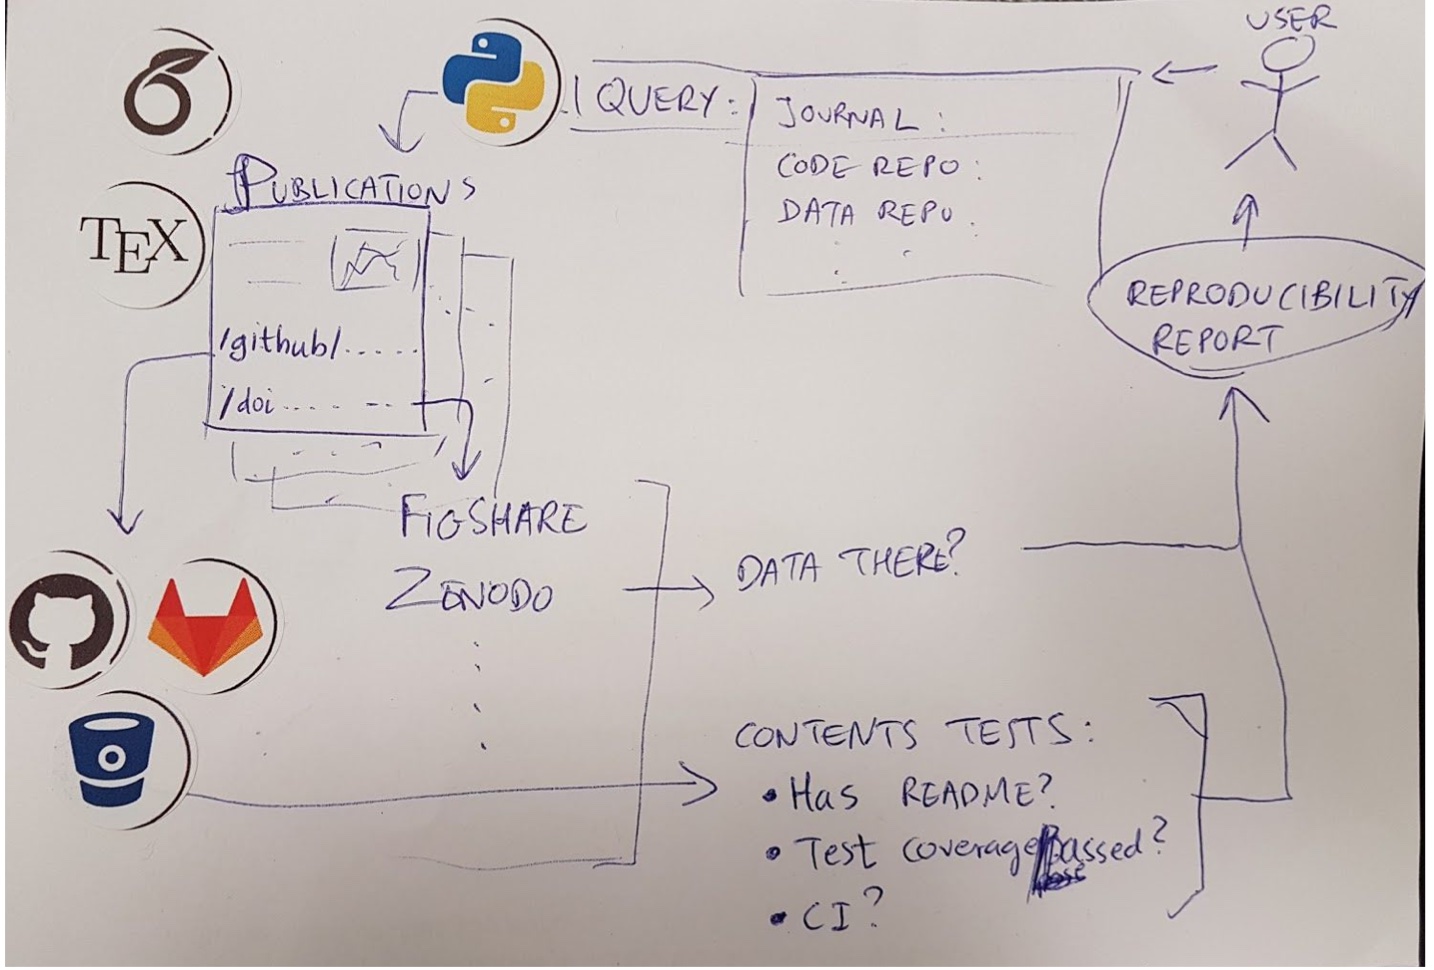 USER
QUERY:
JOURNAL:
CODE REPO:
DATA REPO.
PUBLICATIONS
TEX
/github/......
/doi.... . - -
REPRODUCIBILITY
REPORT
FIGSHARE
ZENODO
DATA THERE?
CONTENTS TESTS:
• Has README?
• Test coverage Passed?
• CI?